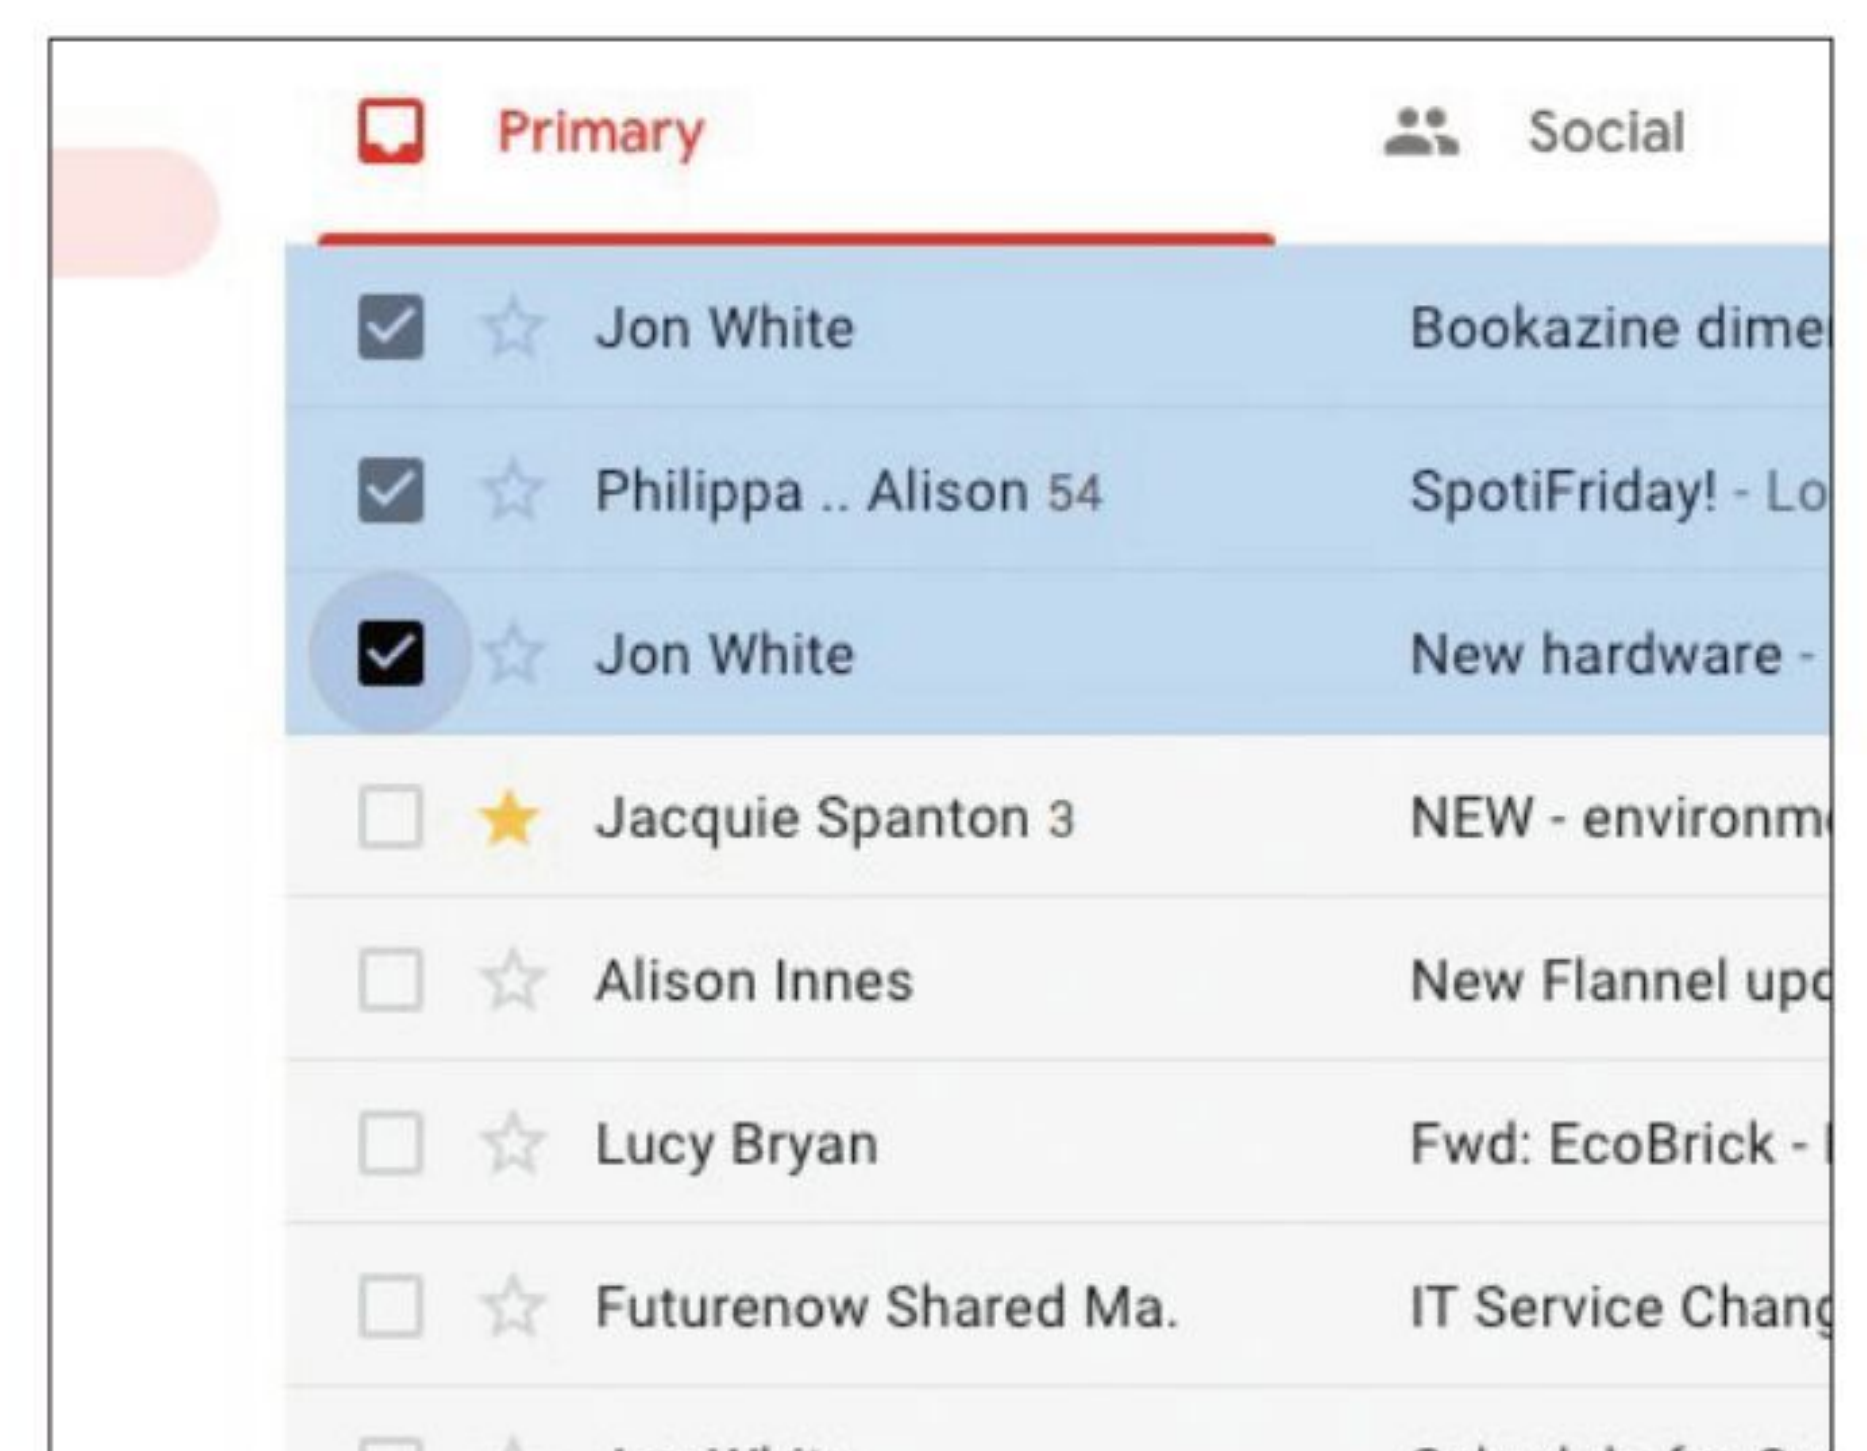 Primary Social
Jon White Bookazine dime
Philippa .. Alison 54 SpotiFriday! - Lo
Jon White New hardware -
Jacquie Spanton 3 NEW - environm
Alison Innes New Flannel upd
Lucy Bryan Fwd: EcoBrick -
Futurenow Shared Ma. IT Service Chang